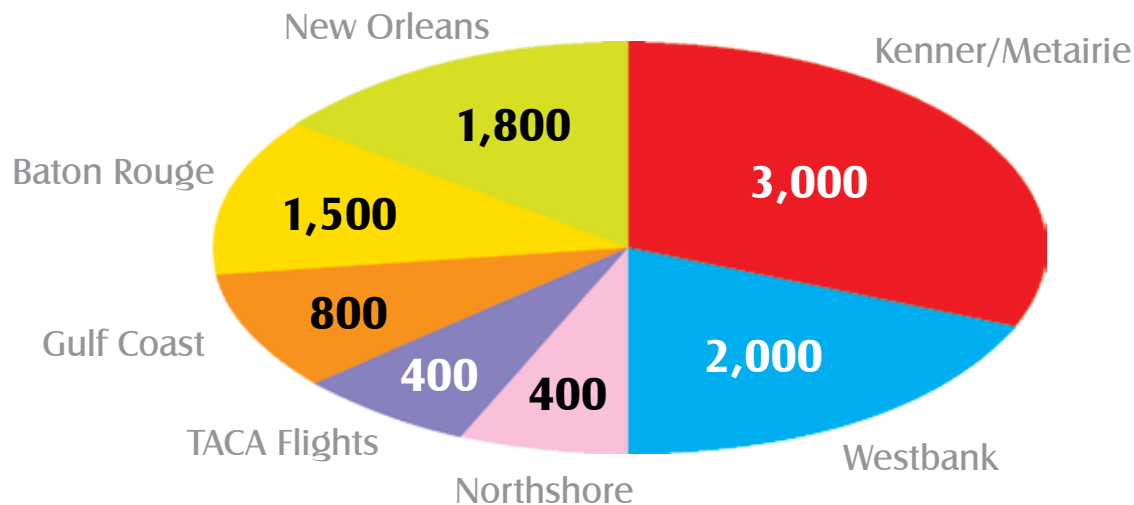 New Orleans
Kenner/Metairie
1,800
Baton Rouge
3,000
1,500
800
Gulf Coast
2,000
400
400
TACA Flights
Westbank
Northshore